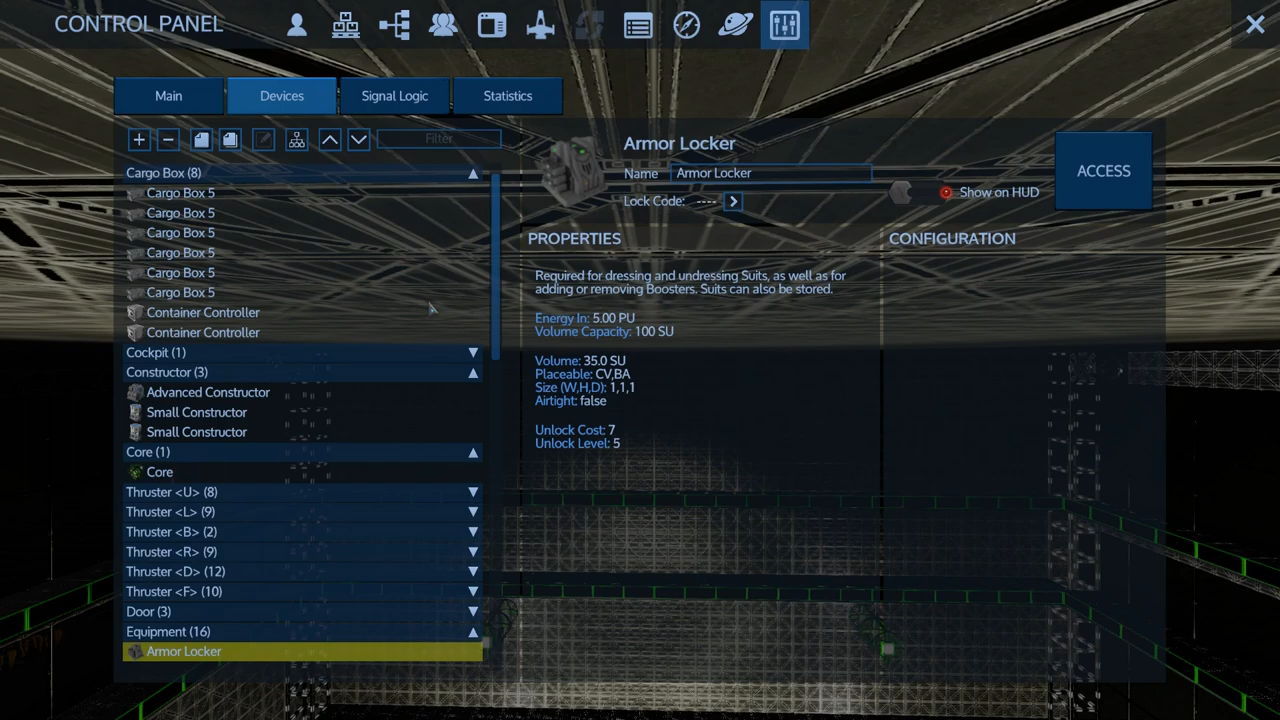 CONTROL PANEL
Main
Devices
Signal Logic
Statistics
Filter
Cargo Box (8)
Cargo Box 5
Cargo Box 5
Cargo Box 5
Cargo Box 5
Cargo Box 5
Cargo Box 5
Container Controller
Container Controller
Cockpit (1)
Constructor (3)
Advanced Constructor
Small Constructor
Small Constructor
Core (1)
Core
Thruster <U> (8)
Thruster <L> (9)
Thruster <B> (2)
Thruster <R> (9)
Thruster <D> (12)
Thruster <F> (10)
Door (3)
Equipment (16)
Armor Locker
Armor Locker
Name Armor Locker
Lock Code: ----
Show on HUD
ACCESS
PROPERTIES
Required for dressing and undressing Suits, as well as for
adding or removing Boosters. Suits can also be stored.
Energy In: 5.00 PU
Volume Capacity: 100 SU
Volume: 35.0 SU
Placeable: CV,BA
Size (W,H,D): 1,1,1
Airtight: false
Unlock Cost: 7
Unlock Level: 5
CONFIGURATION